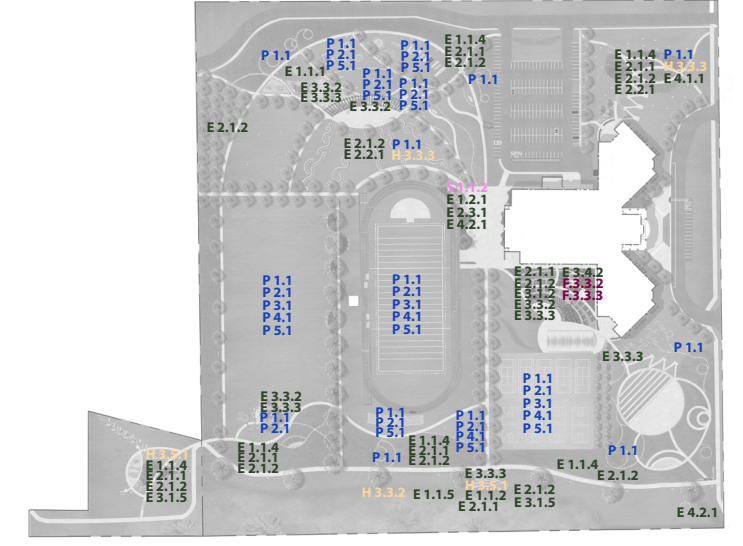 P 1.1
P 1.1
P 2.1
P 5.1
P 1.1
P 2.1
P 5.1
E 1.1.4
E 2.1.1
E 2.1.2
E 1.1.4
E 2.1.1
E 2.1.2
E 2.2.1
P 1.1
H 3.3.3
E 4.1.1
E 1.1.1
P 1.1
P 2.1
P 5.1
P 1.1
P 2.1
P 5.1
P 1.1
E 3.3.2
E 3.3.3
E 3.3.2
E 2.1.2
E 2.1.2
E 2.2.1
P 1.1
H 3.3.3
E 1.1.2
E 1.2.1
E 2.3.1
E 4.2.1
P 1.1
P 2.1
P 3.1
P 4.1
P 5.1
P 1.1
P 2.1
P 3.1
P 4.1
P 5.1
E 2.1.1
E 2.1.2
E 3.1.2
E 3.3.2
E 3.3.3
E 3.4.2
F.3.3.2
F.3.3.3
E 3.3.3
P 1.1
P 1.1
P 2.1
P 3.1
P 4.1
P 5.1
E 3.3.2
E 3.3.3
P 1.1
P 2.1
P 1.1
P 2.1
P 5.1
P 1.1
P 2.1
P 4.1
P 5.1
E 1.1.4
E 2.1.1
E 2.1.2
P 1.1
E 1.1.4
E 2.1.1
E 2.1.2
P 1.1
H 3.5.1
E 1.1.4
E 2.1.1
E 2.1.2
E 3.1.5
E 1.1.4
E 2.1.2
E 3.3.3
H 3.5.1
H 3.3.2
E 1.1.5
E 1.1.2
E 2.1.1
E 2.1.2
E 3.1.5
E 4.2.1